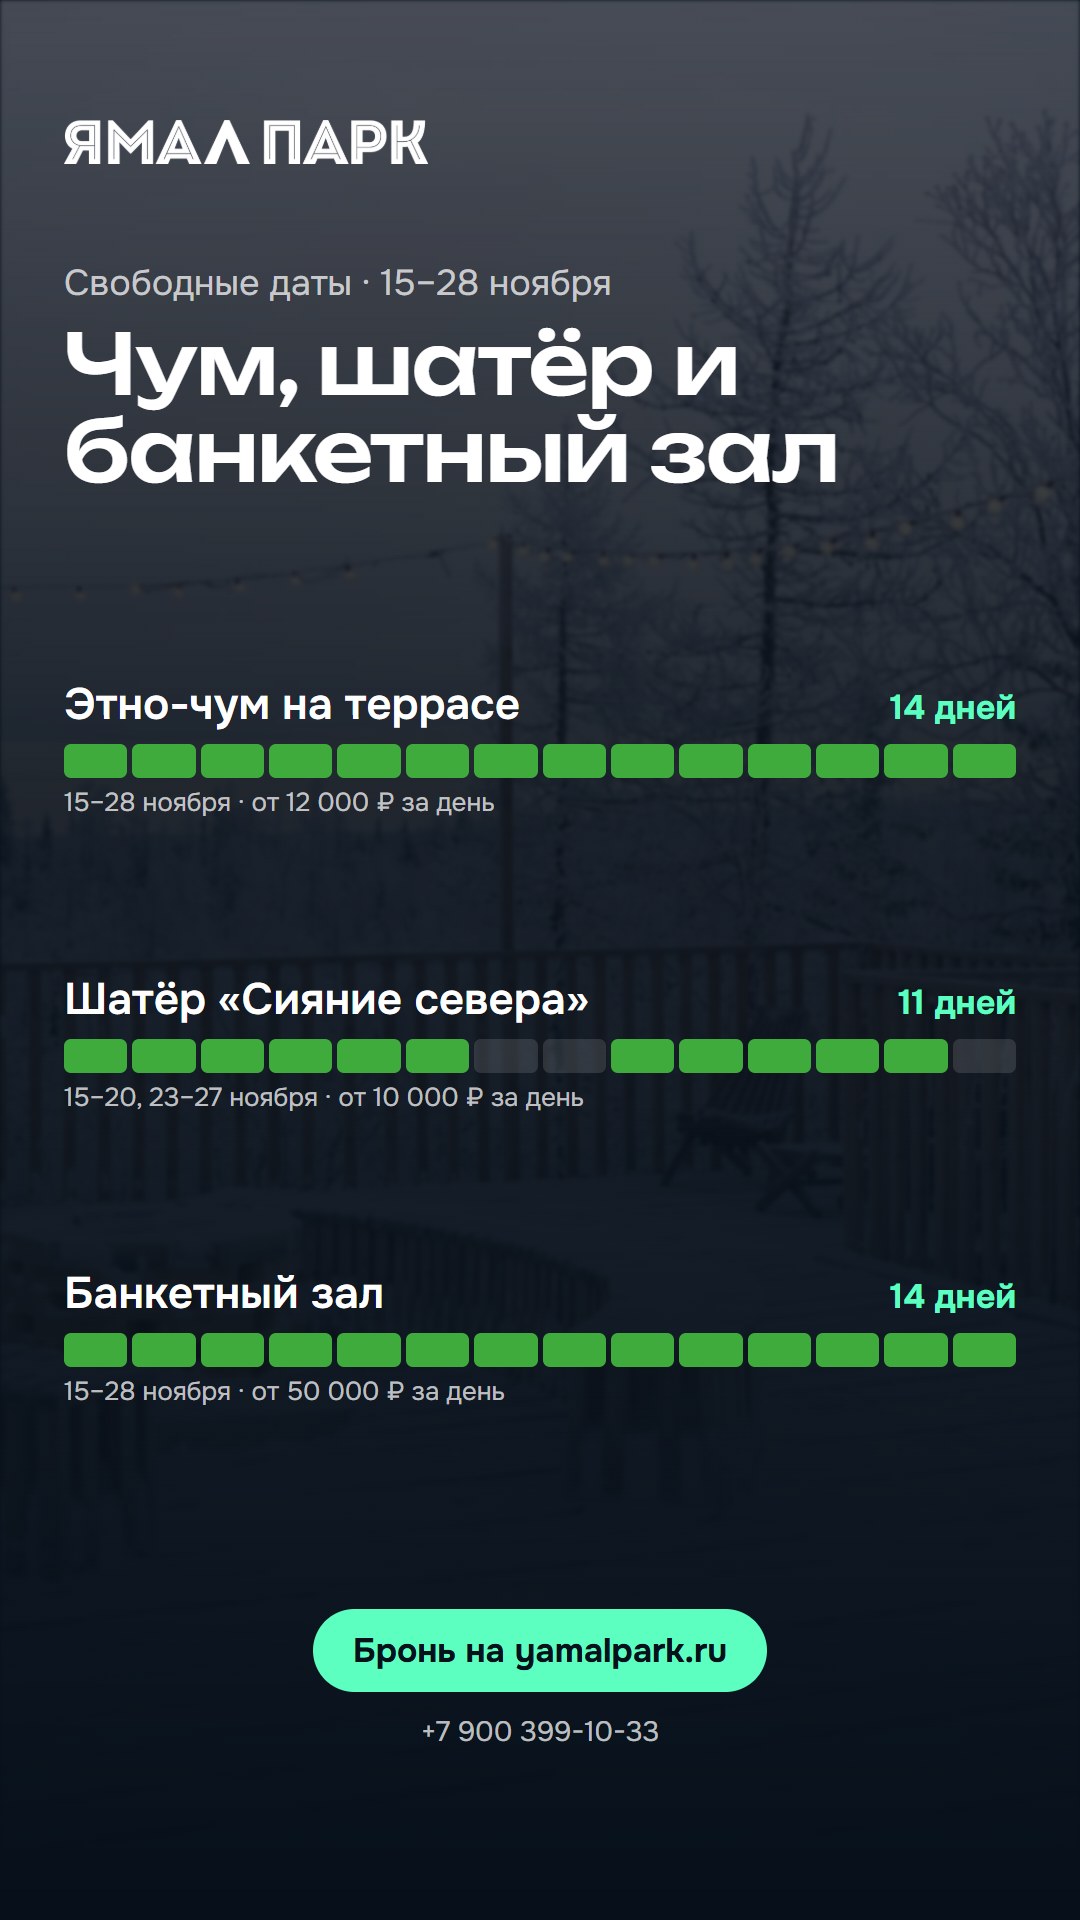 ЯМАЛ ПАРК
Свободные даты · 15–28 ноября
Чум, шатёр и
банкетный зал
Этно-чум на террасе
14 дней
15–28 ноября · от 12 000 ₽ за день
Шатёр «Сияние севера»
11 дней
15–20, 23–27 ноября · от 10 000 ₽ за день
Банкетный зал
14 дней
15–28 ноября · от 50 000 ₽ за день
Бронь на yamalpark.ru
+7 900 399-10-33